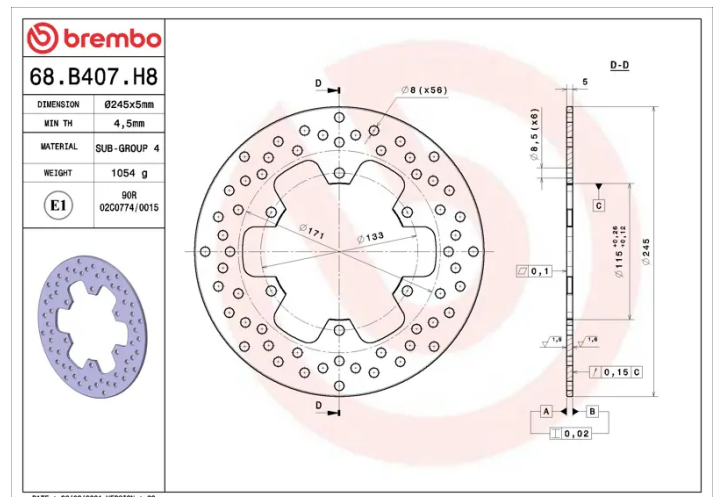 brembo
68.B407.H8
DIMENSION Ø245x5mm
MIN TH 4,5mm
MATERIAL SUB-GROUP 4
WEIGHT 1054 g
E1 90R
02C0774/0015
D
D-D
Ø8 (x56)
5
Ø8,5(x6)
C
Ø171
Ø133
Ø115 +0,26 +0,12
Ø245
0,1
1,6 1,6
0,15 C
D
A B
0,02